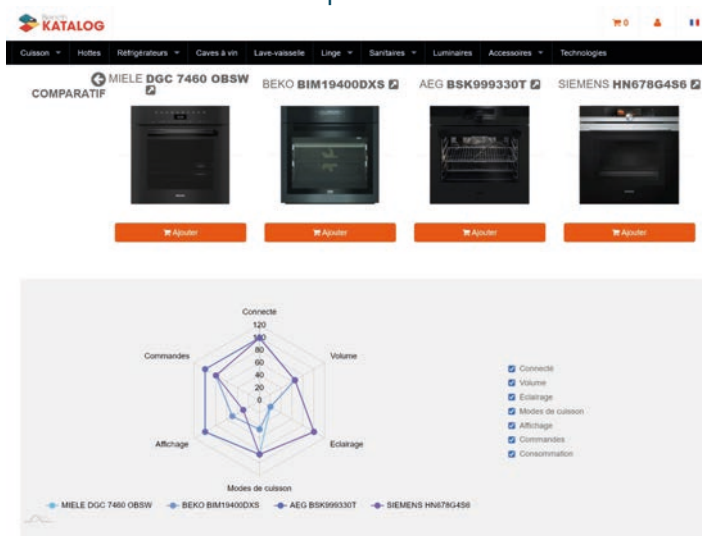 KATALOG
0
Cuisson Hottes Réfrigérateurs Caves à vin Lave-vaisselle Linge Sanitaires Luminaires Accessoires Technologies
COMPARATIF
MIELE DGC 7460 OBSW
BEKO BIM19400DXS
AEG BSK999330T
SIEMENS HN678G4S6
Ajouter
Ajouter
Ajouter
Ajouter
Connecté
120
100
80
60
40
20
0
Commandes
Volume
Affichage
Eclairage
Modes de cuisson
Connecté
Volume
Eclairage
Modes de cuisson
Affichage
Commandes
Consommation
MIELE DGC 7460 OBSW
BEKO BIM19400DXS
AEG BSK999330T
SIEMENS HN678G4S6